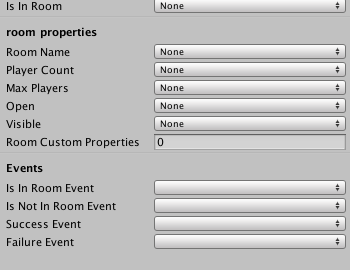 Is In Room None
room properties
Room Name None
Player Count None
Max Players None
Open None
Visible None
Room Custom Properties 0
Events
Is In Room Event
Is Not In Room Event
Success Event
Failure Event